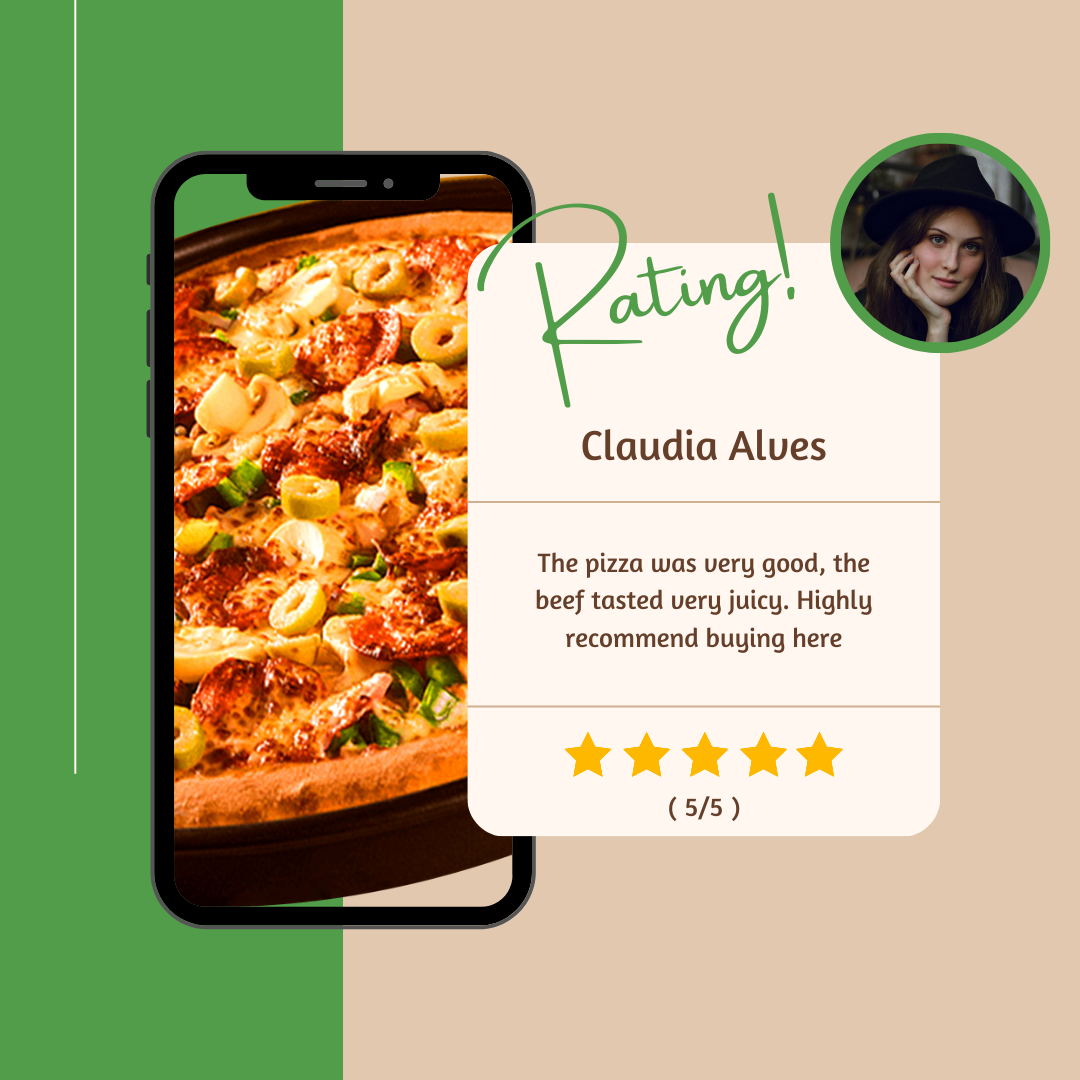 Rating!
Claudia Alves
The pizza was very good, the
beef tasted very juicy. Highly
recommend buying here
( 5/5 )